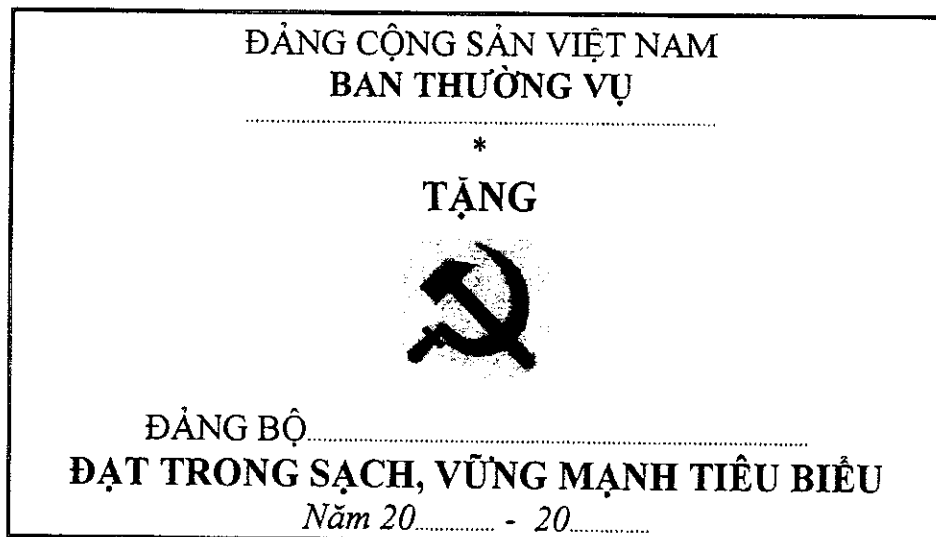 ĐẢNG CỘNG SẢN VIỆT NAM
BAN THƯỜNG VỤ
................................................................
*
TẶNG
ĐẢNG BỘ................................................................
ĐẠT TRONG SẠCH, VỮNG MẠNH TIÊU BIỂU
Năm 20........... - 20...........